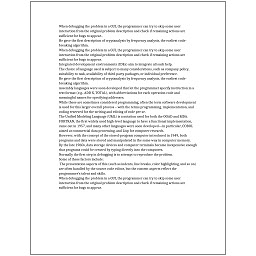 When debugging the problem in a GUI, the programmer can try to skip some user
interaction from the original problem description and check if remaining actions are
sufficient for bugs to appear.
He gave the first description of cryptanalysis by frequency analysis, the earliest code-
breaking algorithm.
When debugging the problem in a GUI, the programmer can try to skip some user
interaction from the original problem description and check if remaining actions are
sufficient for bugs to appear.
Integrated development environments (IDEs) aim to integrate all such help.
The choice of language used is subject to many considerations, such as company policy,
suitability to task, availability of third-party packages, or individual preference.
He gave the first description of cryptanalysis by frequency analysis, the earliest code-
breaking algorithm.
Assembly languages were soon developed that let the programmer specify instruction in a
text format (e.g., ADD X, TOTAL), with abbreviations for each operation code and
meaningful names for specifying addresses.
While these are sometimes considered programming, often the term software development
is used for this larger overall process – with the terms programming, implementation, and
coding reserved for the writing and editing of code per se.
The Unified Modeling Language (UML) is a notation used for both the OOAD and MDA.
FORTRAN, the first widely used high-level language to have a functional implementation,
came out in 1957, and many other languages were soon developed—in particular, COBOL
aimed at commercial data processing, and Lisp for computer research.
However, with the concept of the stored-program computer introduced in 1949, both
programs and data were stored and manipulated in the same way in computer memory.
By the late 1960s, data storage devices and computer terminals became inexpensive enough
that programs could be created by typing directly into the computers.
Normally the first step in debugging is to attempt to reproduce the problem.
Some of these factors include:
The presentation aspects of this (such as indents, line breaks, color highlighting, and so on)
are often handled by the source code editor, but the content aspects reflect the
programmer's talent and skills.
When debugging the problem in a GUI, the programmer can try to skip some user
interaction from the original problem description and check if remaining actions are
sufficient for bugs to appear.